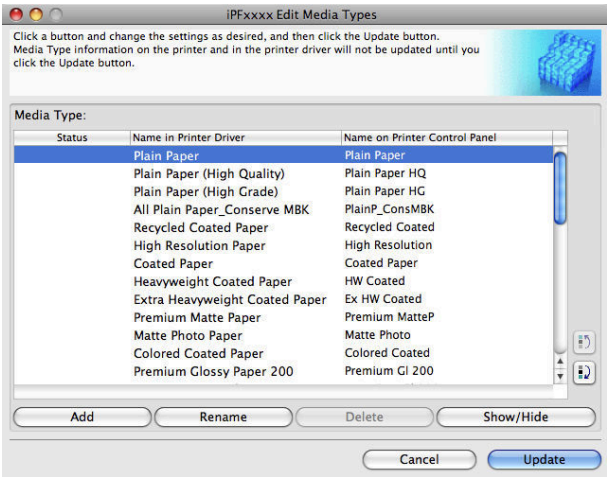 iPFxxxx Edit Media Types
Click a button and change the settings as desired, and then click the Update button.
Media Type information on the printer and in the printer driver will not be updated until you
click the Update button.
Media Type:
Status Name in Printer Driver Name on Printer Control Panel
Plain Paper Plain Paper
Plain Paper (High Quality) Plain Paper HQ
Plain Paper (High Grade) Plain Paper HG
All Plain Paper_Conserve MBK PlainP_ConsMBK
Recycled Coated Paper Recycled Coated
High Resolution Paper High Resolution
Coated Paper Coated Paper
Heavyweight Coated Paper HW Coated
Extra Heavyweight Coated Paper Ex HW Coated
Premium Matte Paper Premium MatteP
Matte Photo Paper Matte Photo
Colored Coated Paper Colored Coated
Premium Glossy Paper 200 Premium Gl 200
Add Rename Delete Show/Hide
Cancel Update